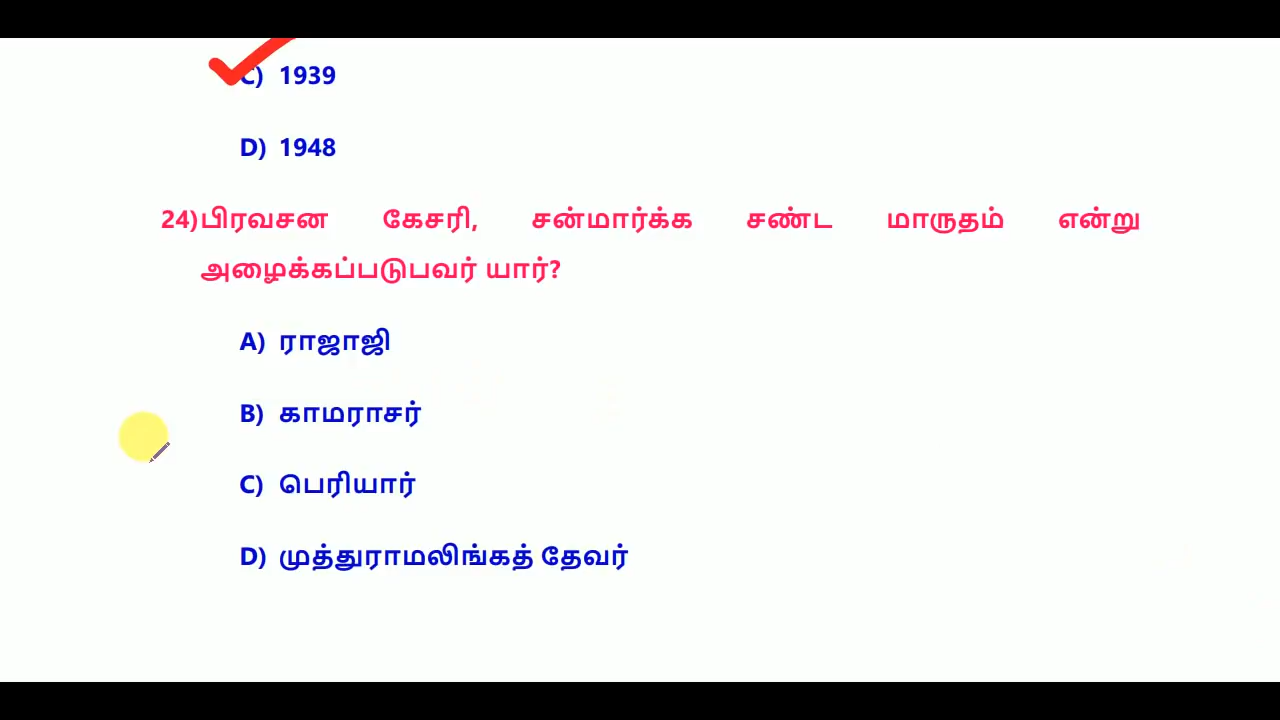 C) 1939
D) 1948
24)பிரவசன கேசரி, சன்மார்க்க சண்ட மாருதம் என்று
அழைக்கப்படுபவர் யார்?
A) ராஜாஜி
B) காமராசர்
C) பெரியார்
D) முத்துராமலிங்கத் தேவர்